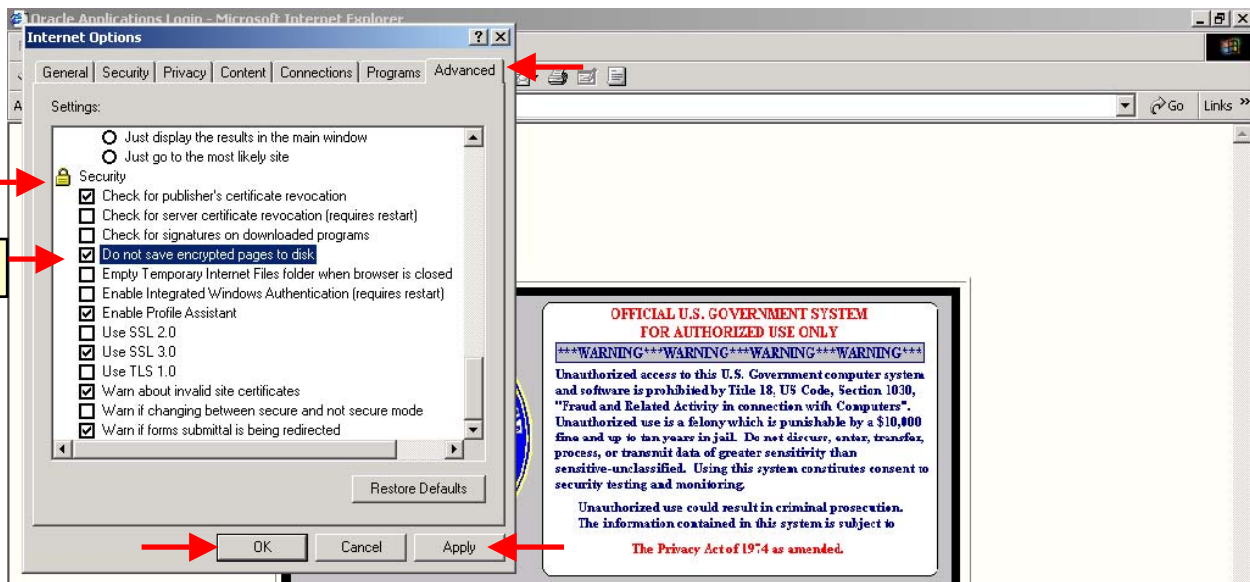 Oracle Applications Login - Microsoft Internet Explorer
Internet Options
General Security Privacy Content Connections Programs Advanced
Go Links »
Settings:
Just display the results in the main window
Just go to the most likely site
Security
Check for publisher's certificate revocation
Check for server certificate revocation (requires restart)
Check for signatures on downloaded programs
Do not save encrypted pages to disk
Empty Temporary Internet Files folder when browser is closed
Enable Integrated Windows Authentication (requires restart)
Enable Profile Assistant
Use SSL 2.0
Use SSL 3.0
Use TLS 1.0
Warn about invalid site certificates
Warn if changing between secure and not secure mode
Warn if forms submittal is being redirected
Restore Defaults
OK Cancel Apply
OFFICIAL U.S. GOVERNMENT SYSTEM
FOR AUTHORIZED USE ONLY
***WARNING***WARNING***WARNING***WARNING***
Unauthorized access to this U.S. Government computer system
and software is prohibited by Title 18, US Code, Section 1030,
"Fraud and Related Activity in connection with Computers".
Unauthorized use is a felony which is punishable by a $10,000
fine and up to ten years in jail. Do not discuss, enter, transfer,
process, or transmit data of greater sensitivity than
sensitive-unclassified. Using this system constitutes consent to
security testing and monitoring.
Unauthorized use could result in criminal prosecution.
The information contained in this system is subject to
The Privacy Act of 1974 as amended.